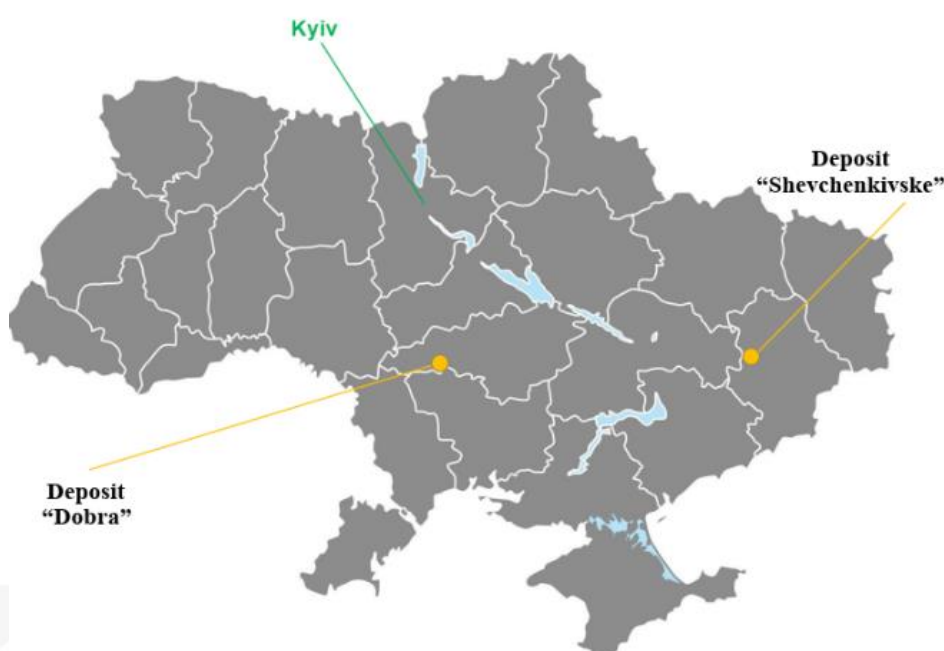 Kyiv
Deposit
“Shevchenkivske”
Deposit
“Dobra”